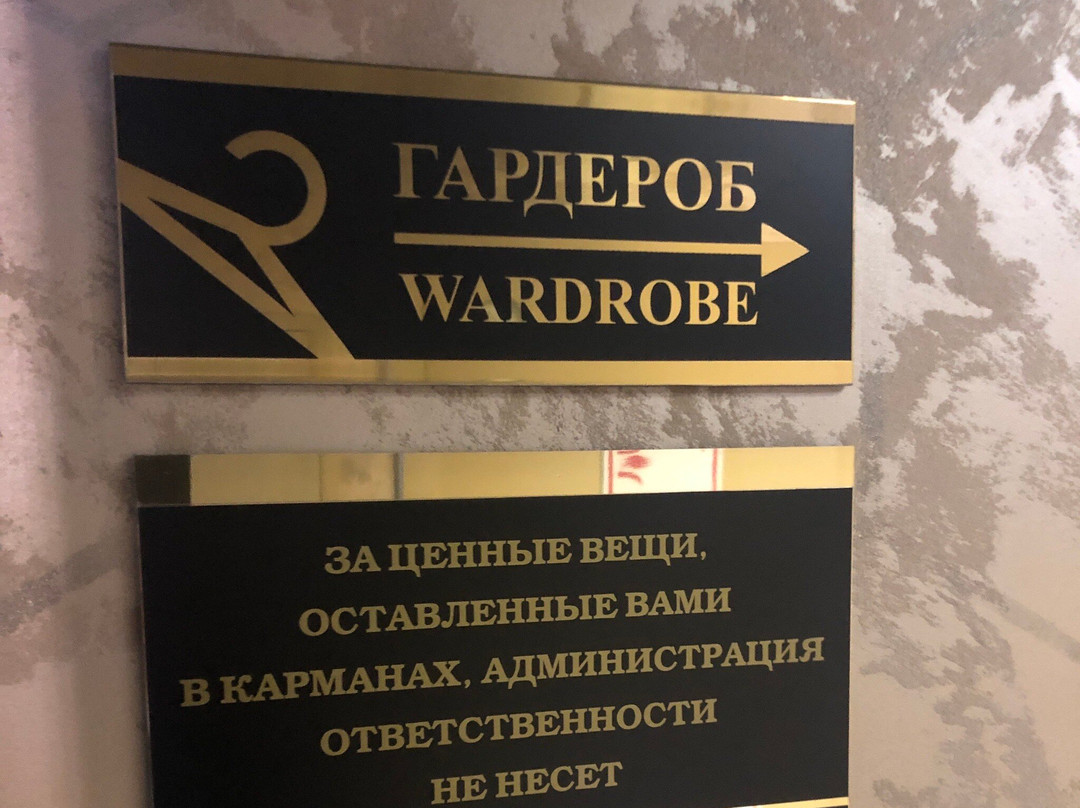 ГАРДЕРОБ
WARDROBE
ЗА ЦЕННЫЕ ВЕЩИ,
ОСТАВЛЕННЫЕ ВАМИ
В КАРМАНАХ, АДМИНИСТРАЦИЯ
ОТВЕТСТВЕННОСТИ
НЕ НЕСЕТ